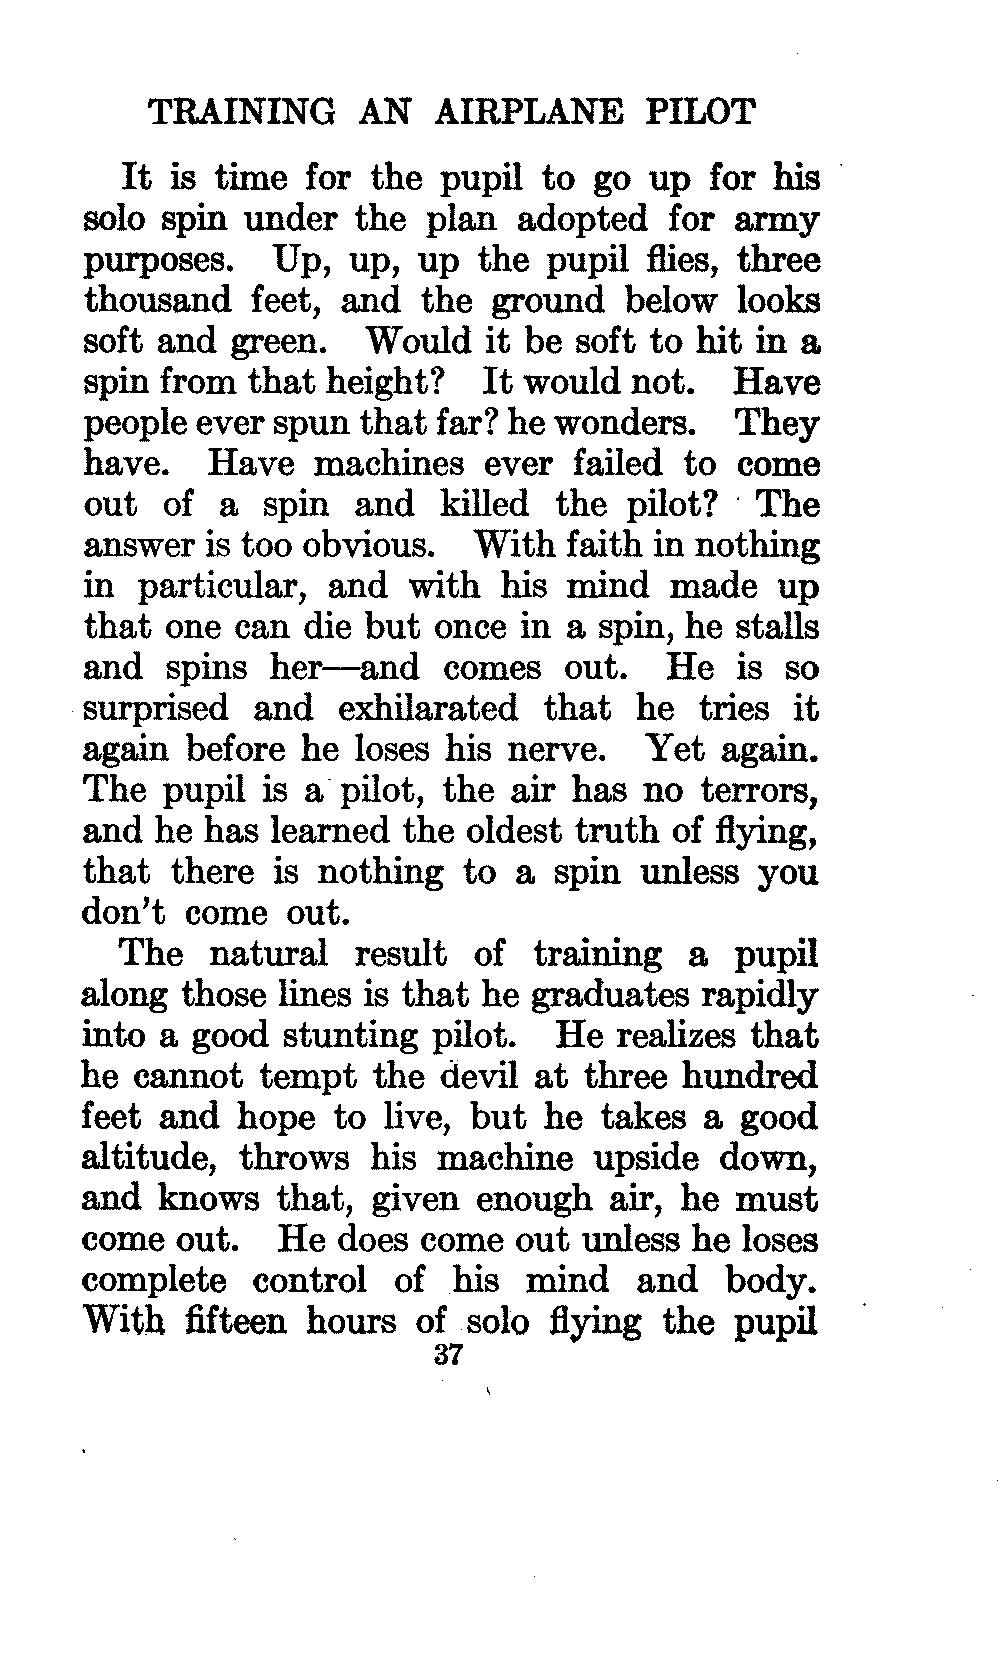 TRAINING AN AIRPLANE PILOT
It is time for the pupil to go up for his
solo spin under the plan adopted for army
purposes. Up, up, up the pupil flies, three
thousand feet, and the ground below looks
soft and green. Would it be soft to hit in a
spin from that height? It would not. Have
people ever spun that far? he wonders. They
have. Have machines ever failed to come
out of a spin and killed the pilot? The
answer is too obvious. With faith in nothing
in particular, and with his mind made up
that one can die but once in a spin, he stalls
and spins her—and comes out. He is so
surprised and exhilarated that he tries it
again before he loses his nerve. Yet again.
The pupil is a pilot, the air has no terrors,
and he has learned the oldest truth of flying,
that there is nothing to a spin unless you
don't come out.
The natural result of training a pupil
along those lines is that he graduates rapidly
into a good stunting pilot. He realizes that
he cannot tempt the devil at three hundred
feet and hope to live, but he takes a good
altitude, throws his machine upside down,
and knows that, given enough air, he must
come out. He does come out unless he loses
complete control of his mind and body.
With fifteen hours of solo flying the pupil
37